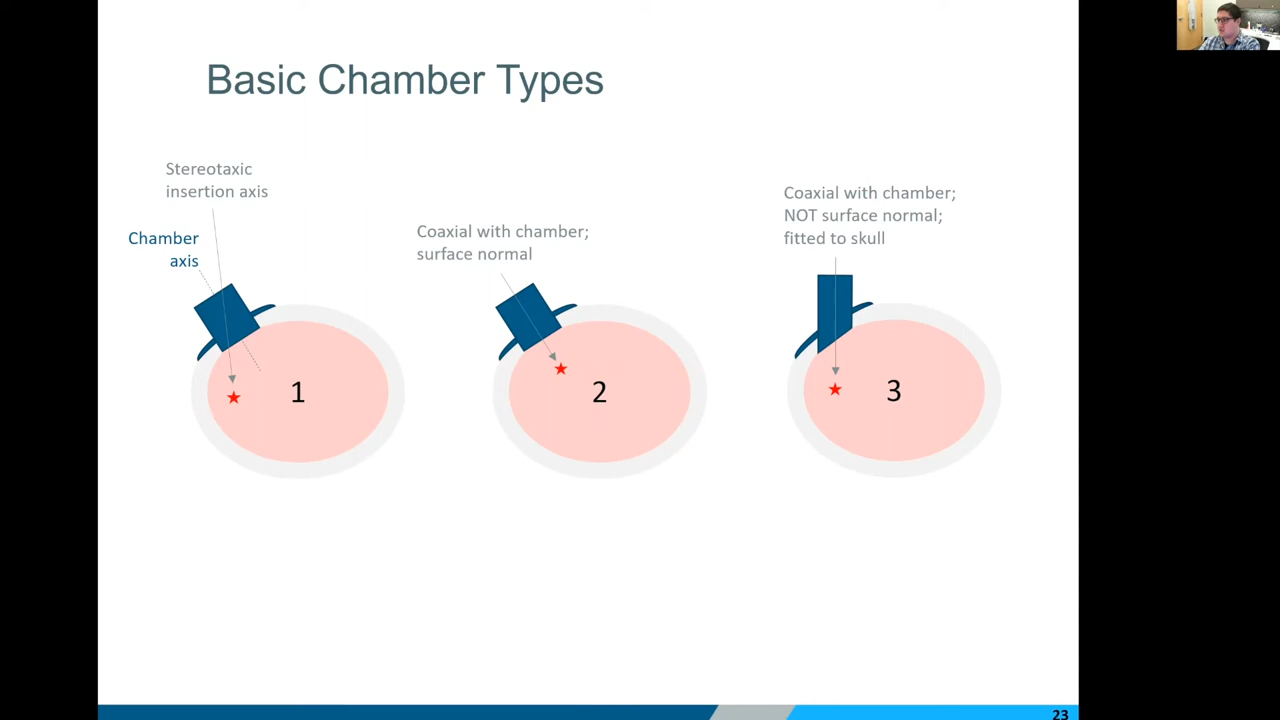 Basic Chamber Types
Stereotaxic
insertion axis
Chamber
axis
1
Coaxial with chamber;
surface normal
2
Coaxial with chamber;
NOT surface normal;
fitted to skull
3
23